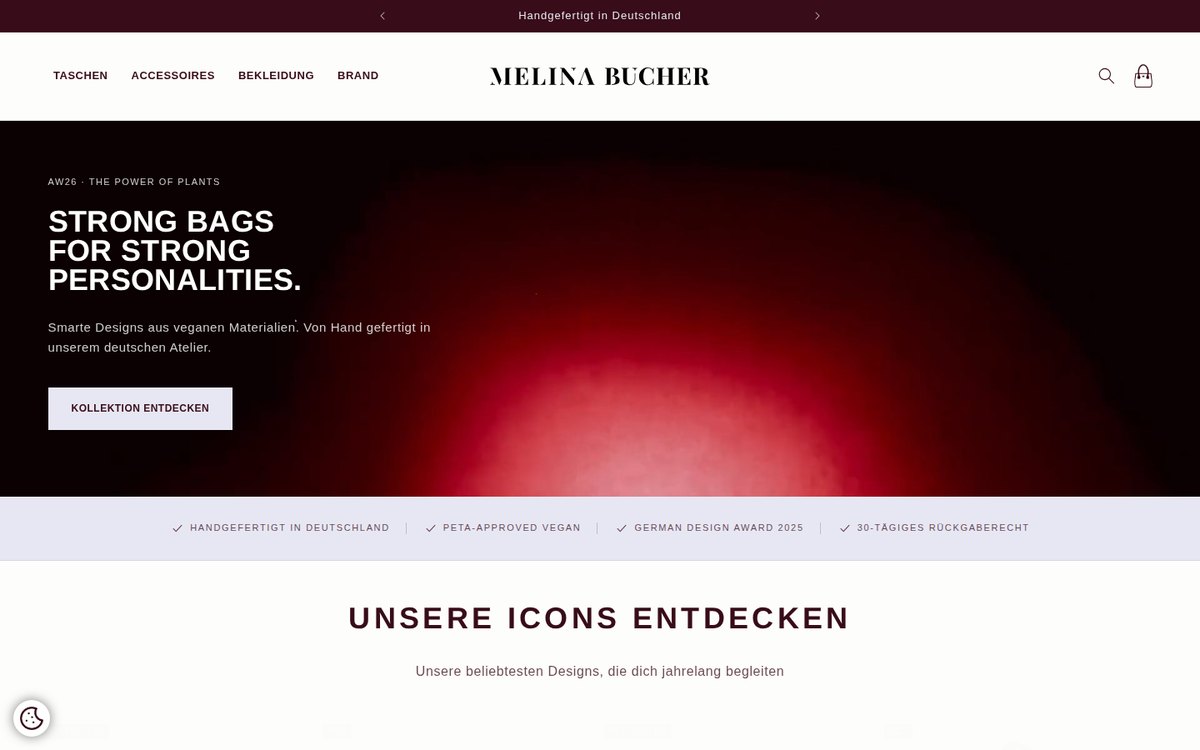 Handgefertigt in Deutschland
TASCHEN ACCESSOIRES BEKLEIDUNG BRAND
MELINA BUCHER
AW26 · THE POWER OF PLANTS
STRONG BAGS
FOR STRONG
PERSONALITIES.
Smarte Designs aus veganen Materialien. Von Hand gefertigt in
unserem deutschen Atelier.
KOLLEKTION ENTDECKEN
HANDGEFERTIGT IN DEUTSCHLAND
PETA-APPROVED VEGAN
GERMAN DESIGN AWARD 2025
30-TÄGIGES RÜCKGABERECHT
UNSERE ICONS ENTDECKEN
Unsere beliebtesten Designs, die dich jahrelang begleiten